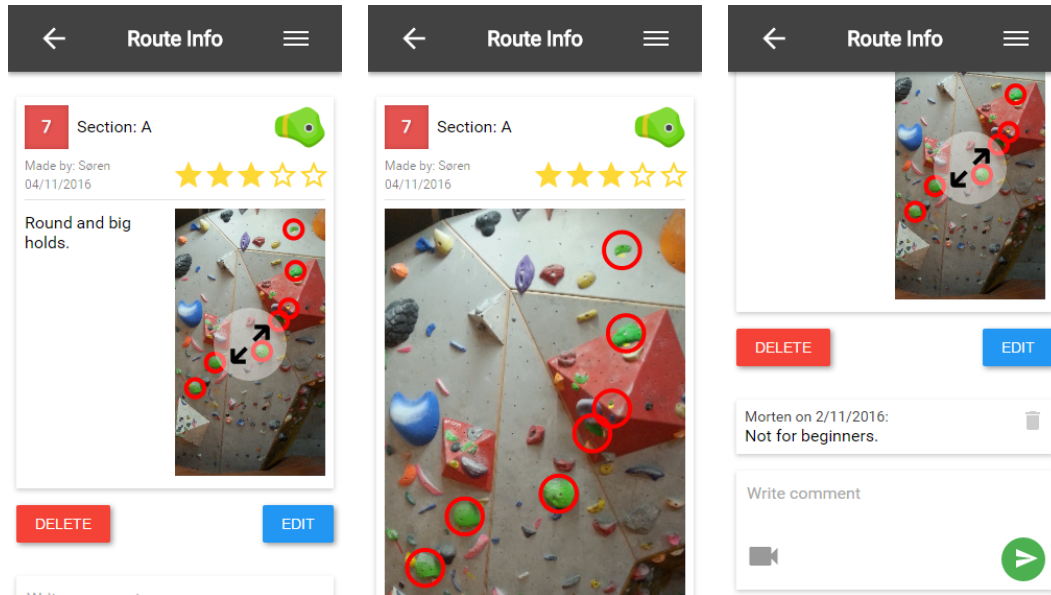 Route Info
7
Section: A
Made by: Søren
04/11/2016
Round and big
holds.
DELETE
EDIT
Route Info
7
Section: A
Made by: Søren
04/11/2016
Route Info
DELETE
EDIT
Morten on 2/11/2016:
Not for beginners.
Write comment